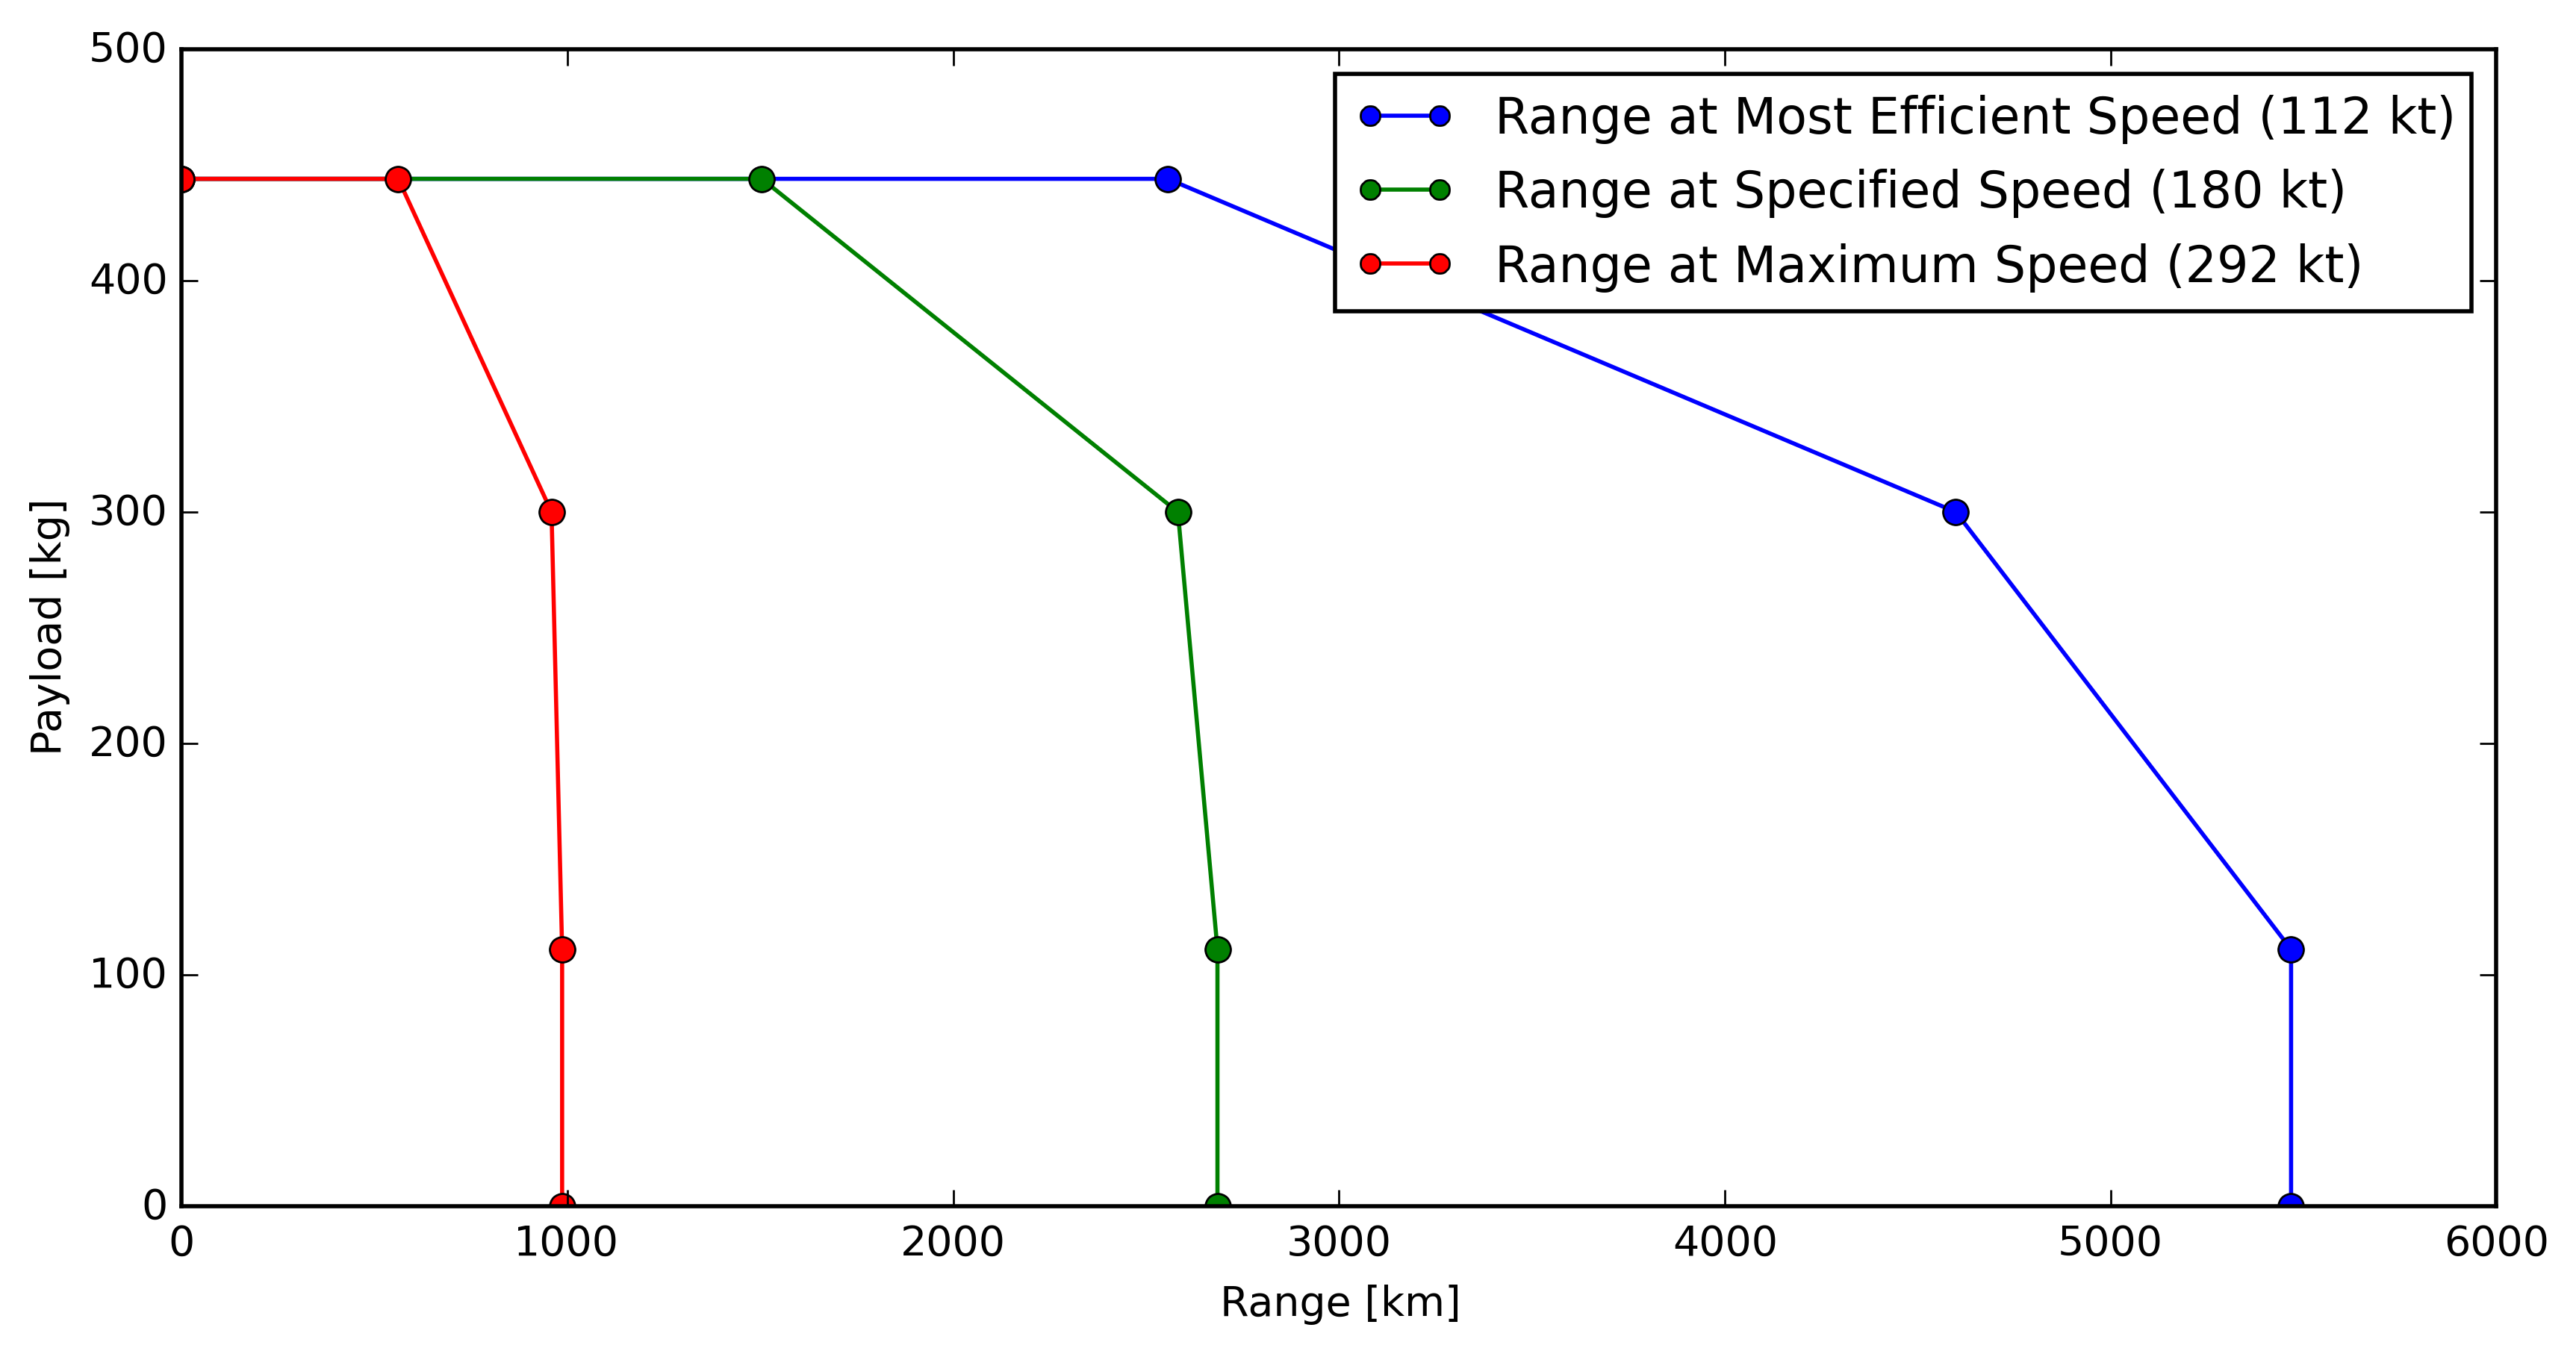 500
400
300
200
100
0
Payload [kg]
Range at Most Efficient Speed (112 kt)
Range at Specified Speed (180 kt)
Range at Maximum Speed (292 kt)
0 1000 2000 3000 4000 5000 6000
Range [km]